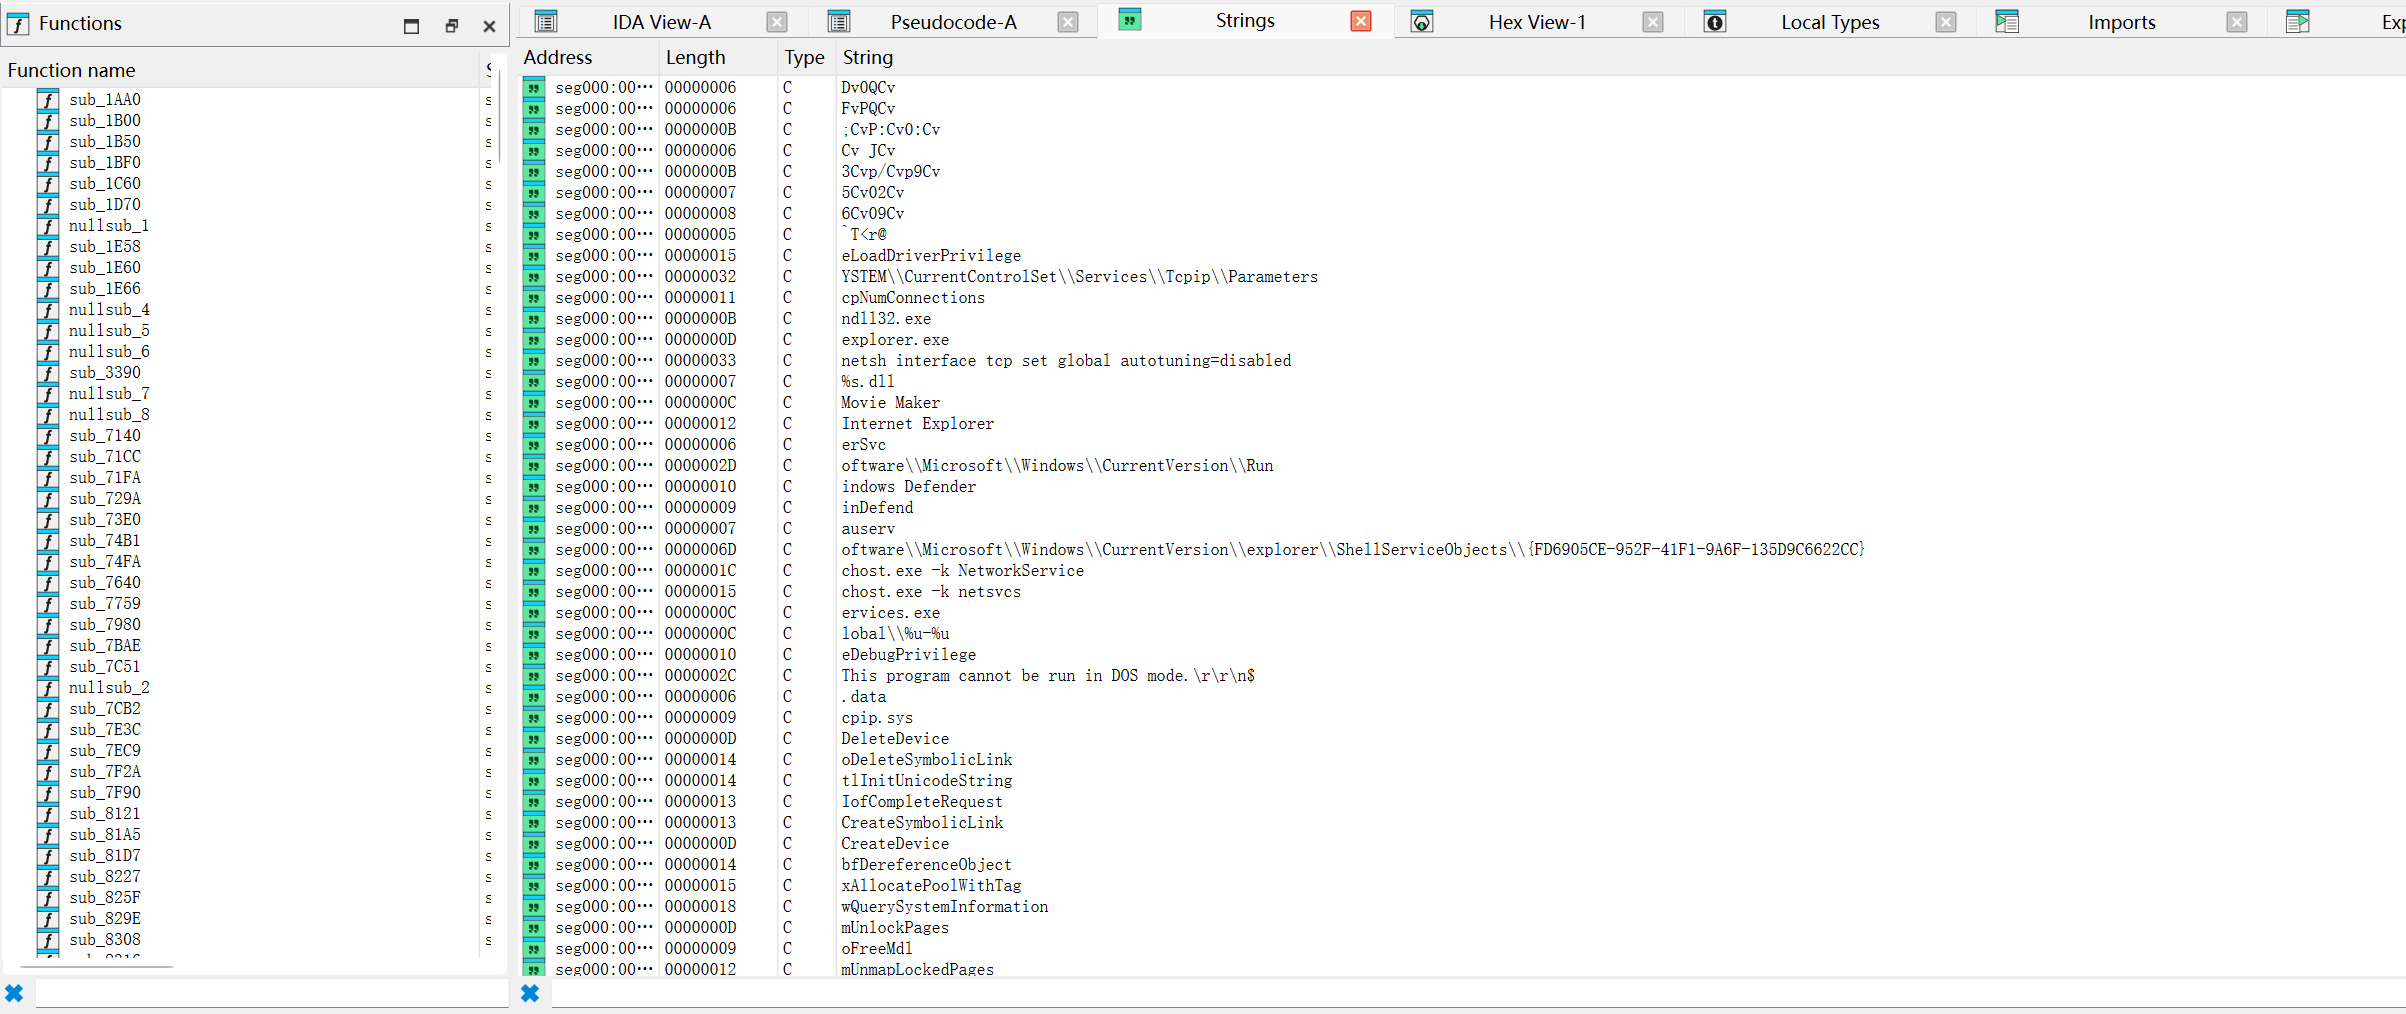 Functions
IDA View-A
Pseudocode-A
Strings
Hex View-1
Local Types
Imports
Function name
sub_1AA0
sub_1B00
sub_1B50
sub_1BF0
sub_1C60
sub_1D70
nullsub_1
sub_1E58
sub_1E60
sub_1E66
nullsub_4
nullsub_5
nullsub_6
sub_3390
nullsub_7
nullsub_8
sub_7140
sub_71CC
sub_71FA
sub_729A
sub_73E0
sub_74B1
sub_74FA
sub_7640
sub_7759
sub_7980
sub_7BAE
sub_7C51
nullsub_2
sub_7CB2
sub_7E3C
sub_7EC9
sub_7F2A
sub_7F90
sub_8121
sub_81A5
sub_81D7
sub_8227
sub_825F
sub_829E
sub_8308
Address Length Type String
seg000:00··· 00000006 C Dv0QCv
seg000:00··· 00000006 C FvPQCv
seg000:00··· 0000000B C ;CvP:Cv0:Cv
seg000:00··· 00000006 C Cv JCv
seg000:00··· 0000000B C 3Cvp/Cvp9Cv
seg000:00··· 00000007 C 5Cv02Cv
seg000:00··· 00000008 C 6Cv09Cv
seg000:00··· 00000005 C `T<r@
seg000:00··· 00000015 C eLoadDriverPrivilege
seg000:00··· 00000032 C YSTEM\\CurrentControlSet\\Services\\Tcpip\\Parameters
seg000:00··· 00000011 C cpNumConnections
seg000:00··· 0000000B C ndll32.exe
seg000:00··· 0000000D C explorer.exe
seg000:00··· 00000033 C netsh interface tcp set global autotuning=disabled
seg000:00··· 00000007 C %s.dll
seg000:00··· 0000000C C Movie Maker
seg000:00··· 00000012 C Internet Explorer
seg000:00··· 00000006 C erSvc
seg000:00··· 0000002D C oftware\\Microsoft\\Windows\\CurrentVersion\\Run
seg000:00··· 00000010 C indows Defender
seg000:00··· 00000009 C inDefend
seg000:00··· 00000007 C auserv
seg000:00··· 0000006D C oftware\\Microsoft\\Windows\\CurrentVersion\\explorer\\ShellServiceObjects\\{FD6905CE-952F-41F1-9A6F-135D9C6622CC}
seg000:00··· 0000001C C chost.exe -k NetworkService
seg000:00··· 00000015 C chost.exe -k netsvcs
seg000:00··· 0000000C C ervices.exe
seg000:00··· 0000000C C lobal\\%u-%u
seg000:00··· 00000010 C eDebugPrivilege
seg000:00··· 0000002C C This program cannot be run in DOS mode.\r\r\n$
seg000:00··· 00000006 C .data
seg000:00··· 00000009 C cpip.sys
seg000:00··· 0000000D C DeleteDevice
seg000:00··· 00000014 C oDeleteSymbolicLink
seg000:00··· 00000014 C tlInitUnicodeString
seg000:00··· 00000013 C IofCompleteRequest
seg000:00··· 00000013 C CreateSymbolicLink
seg000:00··· 0000000D C CreateDevice
seg000:00··· 00000014 C bfDereferenceObject
seg000:00··· 00000015 C xAllocatePoolWithTag
seg000:00··· 00000018 C wQuerySystemInformation
seg000:00··· 0000000D C mUnlockPages
seg000:00··· 00000009 C oFreeMdl
seg000:00··· 00000012 C mUnmapLockedPages